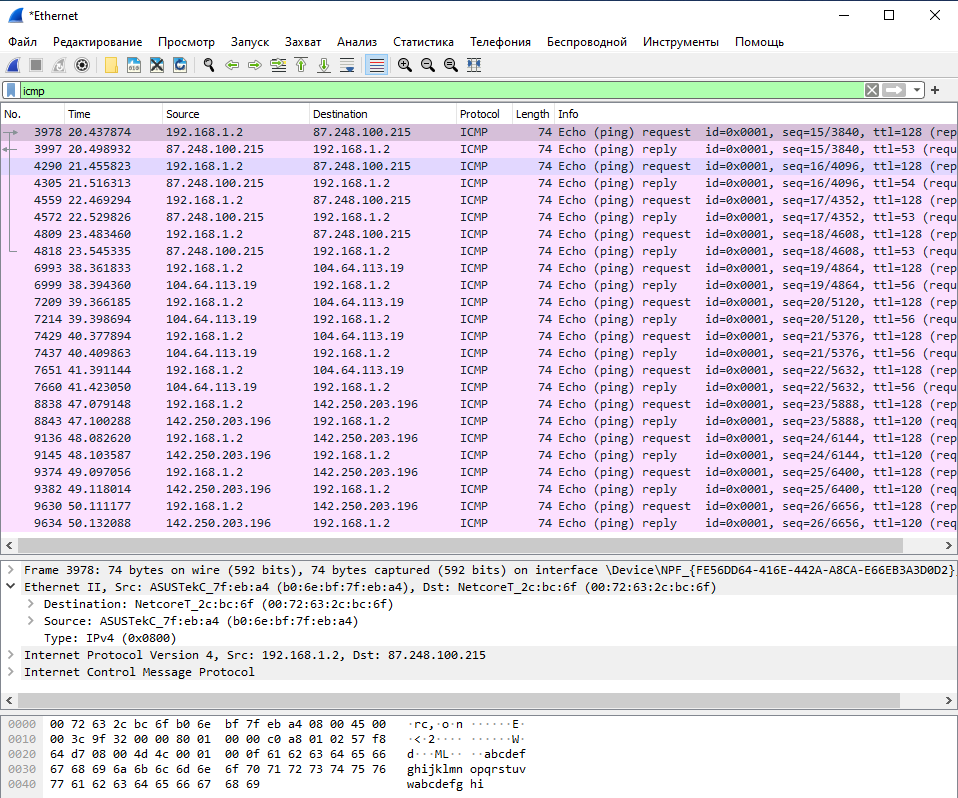 *Ethernet
Файл Редактирование Просмотр Запуск Захват Анализ Статистика Телефония Беспроводной Инструменты Помощь
icmp
No. Time Source Destination Protocol Length Info
3978 20.437874 192.168.1.2 87.248.100.215 ICMP 74 Echo (ping) request id=0x0001, seq=15/3840, ttl=128 (rep
3997 20.498932 87.248.100.215 192.168.1.2 ICMP 74 Echo (ping) reply id=0x0001, seq=15/3840, ttl=53 (requ
4290 21.455823 192.168.1.2 87.248.100.215 ICMP 74 Echo (ping) request id=0x0001, seq=16/4096, ttl=128 (rep
4305 21.516313 87.248.100.215 192.168.1.2 ICMP 74 Echo (ping) reply id=0x0001, seq=16/4096, ttl=54 (requ
4559 22.469294 192.168.1.2 87.248.100.215 ICMP 74 Echo (ping) request id=0x0001, seq=17/4352, ttl=128 (rep
4572 22.529826 87.248.100.215 192.168.1.2 ICMP 74 Echo (ping) reply id=0x0001, seq=17/4352, ttl=53 (requ
4809 23.483460 192.168.1.2 87.248.100.215 ICMP 74 Echo (ping) request id=0x0001, seq=18/4608, ttl=128 (rep
4818 23.545335 87.248.100.215 192.168.1.2 ICMP 74 Echo (ping) reply id=0x0001, seq=18/4608, ttl=53 (requ
6993 38.361833 192.168.1.2 104.64.113.19 ICMP 74 Echo (ping) request id=0x0001, seq=19/4864, ttl=128 (rep
6999 38.394360 104.64.113.19 192.168.1.2 ICMP 74 Echo (ping) reply id=0x0001, seq=19/4864, ttl=56 (requ
7209 39.366185 192.168.1.2 104.64.113.19 ICMP 74 Echo (ping) request id=0x0001, seq=20/5120, ttl=128 (rep
7214 39.398694 104.64.113.19 192.168.1.2 ICMP 74 Echo (ping) reply id=0x0001, seq=20/5120, ttl=56 (requ
7429 40.377894 192.168.1.2 104.64.113.19 ICMP 74 Echo (ping) request id=0x0001, seq=21/5376, ttl=128 (rep
7437 40.409863 104.64.113.19 192.168.1.2 ICMP 74 Echo (ping) reply id=0x0001, seq=21/5376, ttl=56 (requ
7651 41.391144 192.168.1.2 104.64.113.19 ICMP 74 Echo (ping) request id=0x0001, seq=22/5632, ttl=128 (rep
7660 41.423050 104.64.113.19 192.168.1.2 ICMP 74 Echo (ping) reply id=0x0001, seq=22/5632, ttl=56 (requ
8838 47.079148 192.168.1.2 142.250.203.196 ICMP 74 Echo (ping) request id=0x0001, seq=23/5888, ttl=128 (rep
8843 47.100288 142.250.203.196 192.168.1.2 ICMP 74 Echo (ping) reply id=0x0001, seq=23/5888, ttl=120 (requ
9136 48.082620 192.168.1.2 142.250.203.196 ICMP 74 Echo (ping) request id=0x0001, seq=24/6144, ttl=128 (rep
9145 48.103587 142.250.203.196 192.168.1.2 ICMP 74 Echo (ping) reply id=0x0001, seq=24/6144, ttl=120 (requ
9374 49.097056 192.168.1.2 142.250.203.196 ICMP 74 Echo (ping) request id=0x0001, seq=25/6400, ttl=128 (rep
9382 49.118014 142.250.203.196 192.168.1.2 ICMP 74 Echo (ping) reply id=0x0001, seq=25/6400, ttl=120 (requ
9630 50.111177 192.168.1.2 142.250.203.196 ICMP 74 Echo (ping) request id=0x0001, seq=26/6656, ttl=128 (rep
9634 50.132088 142.250.203.196 192.168.1.2 ICMP 74 Echo (ping) reply id=0x0001, seq=26/6656, ttl=120 (requ
Frame 3978: 74 bytes on wire (592 bits), 74 bytes captured (592 bits) on interface \Device\NPF_{FE56DD64-416E-442A-A8CA-E66EB3A3D0D2}
Ethernet II, Src: ASUSTekC_7f:eb:a4 (b0:6e:bf:7f:eb:a4), Dst: NetcoreT_2c:bc:6f (00:72:63:2c:bc:6f)
Destination: NetcoreT_2c:bc:6f (00:72:63:2c:bc:6f)
Source: ASUSTekC_7f:eb:a4 (b0:6e:bf:7f:eb:a4)
Type: IPv4 (0x0800)
Internet Protocol Version 4, Src: 192.168.1.2, Dst: 87.248.100.215
Internet Control Message Protocol
0000 00 72 63 2c bc 6f b0 6e bf 7f eb a4 08 00 45 00 ·rc,·o·n ······E·
0010 00 3c 9f 32 00 00 80 01 00 00 c0 a8 01 02 57 f8 ·<·2···· ······W·
0020 64 d7 08 00 4d 4c 00 01 00 0f 61 62 63 64 65 66 d···ML·· ··abcdef
0030 67 68 69 6a 6b 6c 6d 6e 6f 70 71 72 73 74 75 76 ghijklmn opqrstuv
0040 77 61 62 63 64 65 66 67 68 69 wabcdefg hi